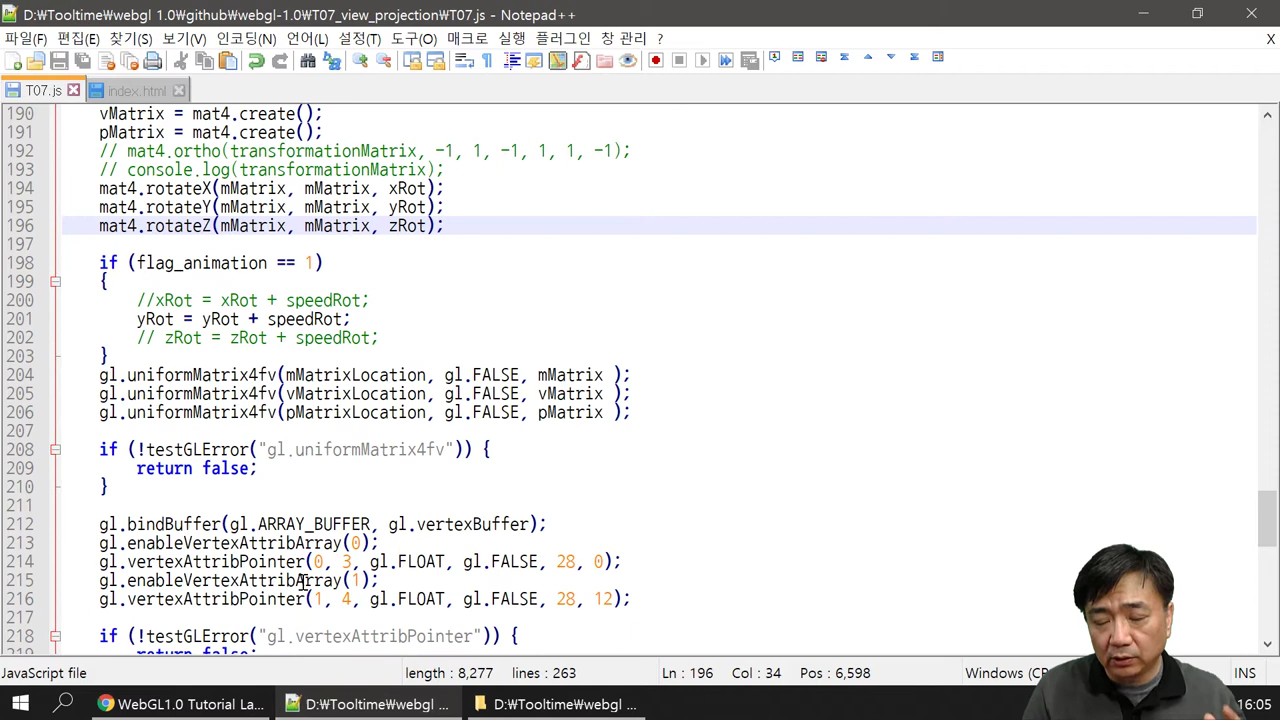 D:\Tooltime\webgl 1.0\github\webgl-1.0\T07_view_projection\T07.js - Notepad++
파일(F) 편집(E) 찾기(S) 보기(V) 인코딩(N) 언어(L) 설정(T) 도구(O) 매크로 실행 플러그인 창 관리 ? X
T07.js index.html
190 vMatrix = mat4.create();
191 pMatrix = mat4.create();
192 // mat4.ortho(transformationMatrix, -1, 1, -1, 1, 1, -1);
193 // console.log(transformationMatrix);
194 mat4.rotateX(mMatrix, mMatrix, xRot);
195 mat4.rotateY(mMatrix, mMatrix, yRot);
196 mat4.rotateZ(mMatrix, mMatrix, zRot);
197
198 if (flag_animation == 1)
199 {
200 //xRot = xRot + speedRot;
201 yRot = yRot + speedRot;
202 // zRot = zRot + speedRot;
203 }
204 gl.uniformMatrix4fv(mMatrixLocation, gl.FALSE, mMatrix );
205 gl.uniformMatrix4fv(vMatrixLocation, gl.FALSE, vMatrix );
206 gl.uniformMatrix4fv(pMatrixLocation, gl.FALSE, pMatrix );
207
208 if (!testGLError("gl.uniformMatrix4fv")) {
209 return false;
210 }
211
212 gl.bindBuffer(gl.ARRAY_BUFFER, gl.vertexBuffer);
213 gl.enableVertexAttribArray(0);
214 gl.vertexAttribPointer(0, 3, gl.FLOAT, gl.FALSE, 28, 0);
215 gl.enableVertexAttribArray(1);
216 gl.vertexAttribPointer(1, 4, gl.FLOAT, gl.FALSE, 28, 12);
217
218 if (!testGLError("gl.vertexAttribPointer")) {
return false;
JavaScript file length : 8,277 lines : 263 Ln : 196 Col : 34 Pos : 6,598 Windows (CR INS
WebGL1.0 Tutorial La... D:\Tooltime\webgl ... D:\Tooltime\webgl ... 16:05